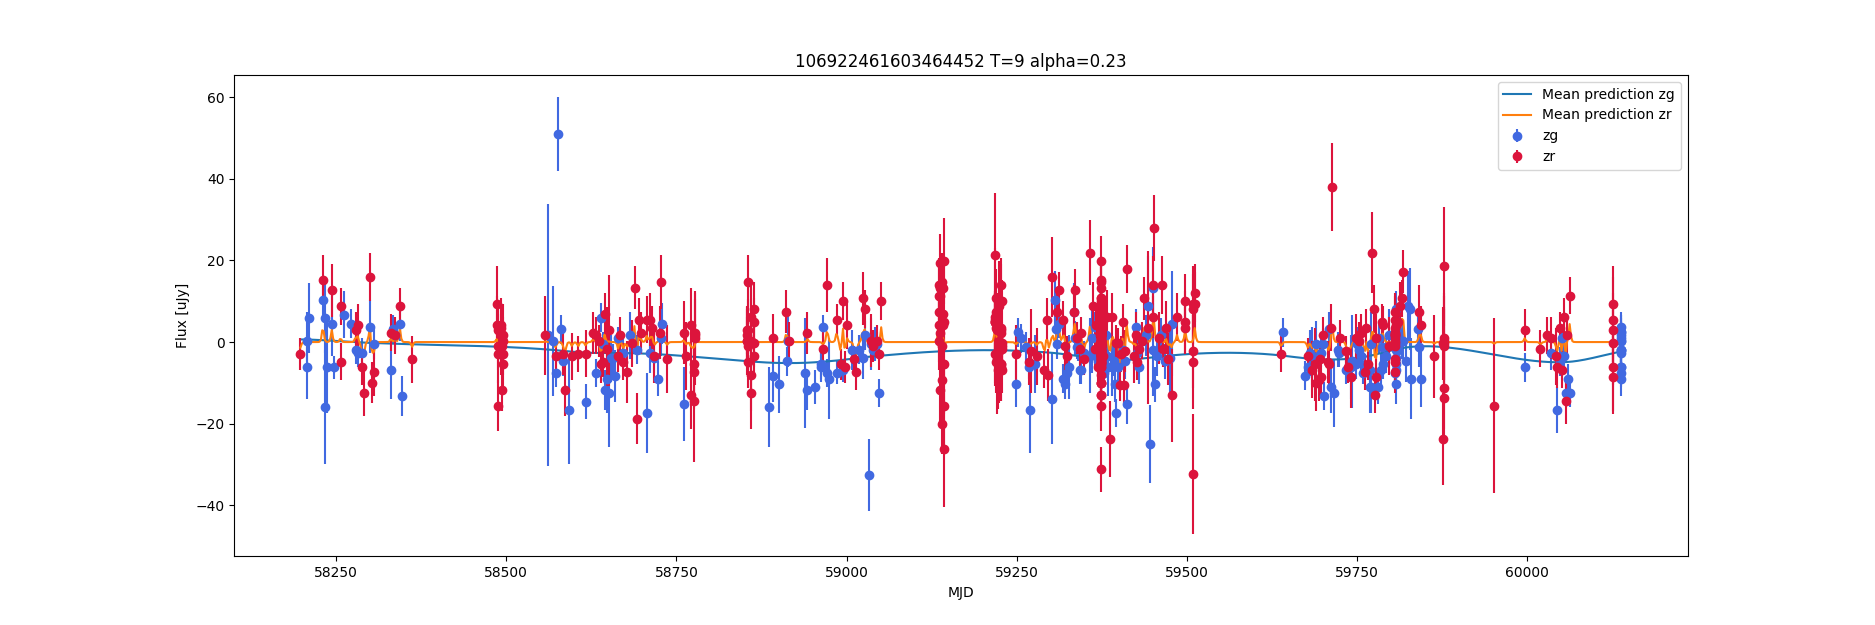 106922461603464452 T=9 alpha=0.23
Mean prediction zg
Mean prediction zr
zg
zr
Flux [uJy]
60
40
20
0
−20
−40
58250 58500 58750 59000 59250 59500 59750 60000
MJD